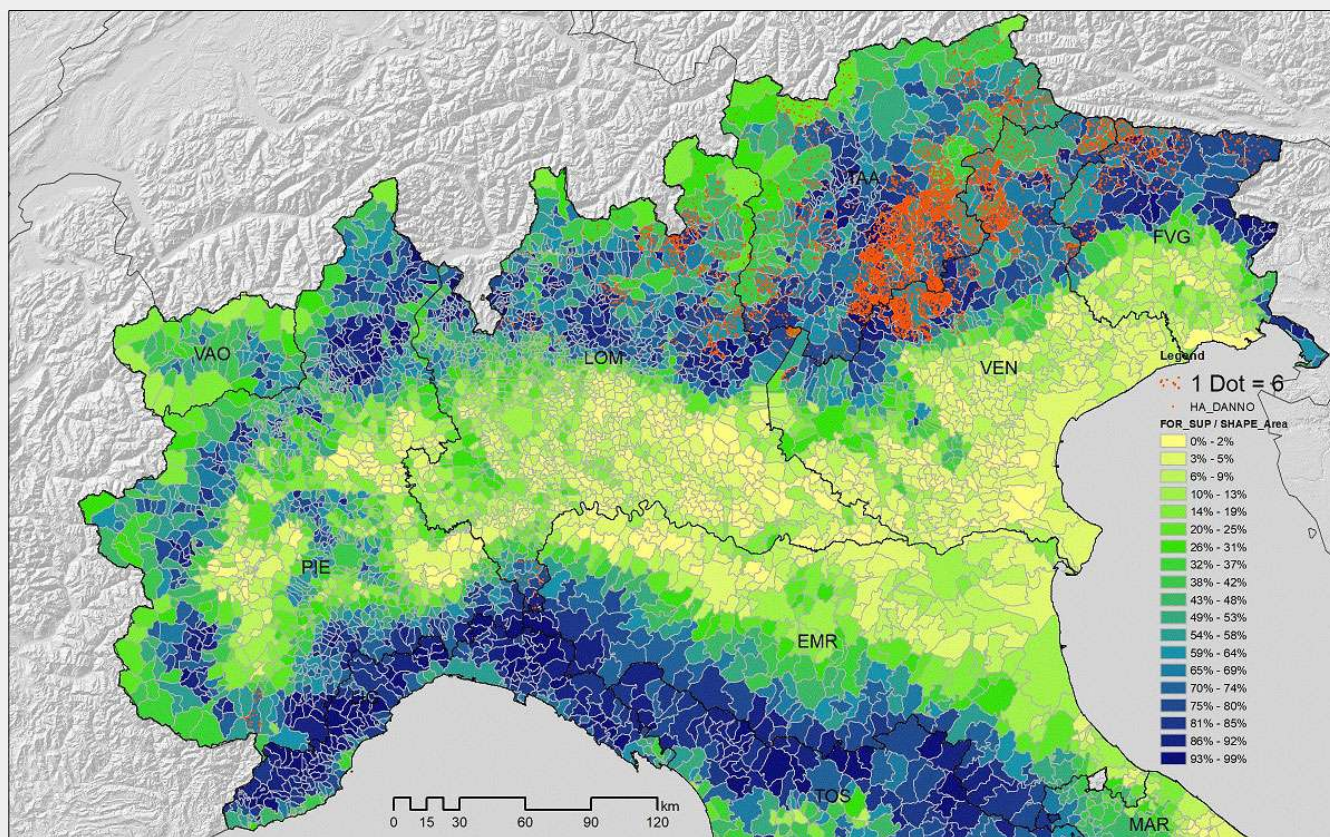 TAA
FVG
VAO
LOM
VEN
PIE
EMR
LIG
TOS
MAR
Legend
1 Dot = 6
HA_DANNO
FOR_SUP / SHAPE_Area
0% - 2%
3% - 5%
6% - 9%
10% - 13%
14% - 19%
20% - 25%
26% - 31%
32% - 37%
38% - 42%
43% - 48%
49% - 53%
54% - 58%
59% - 64%
65% - 69%
70% - 74%
75% - 80%
81% - 85%
86% - 92%
93% - 99%
km
0 15 30 60 90 120